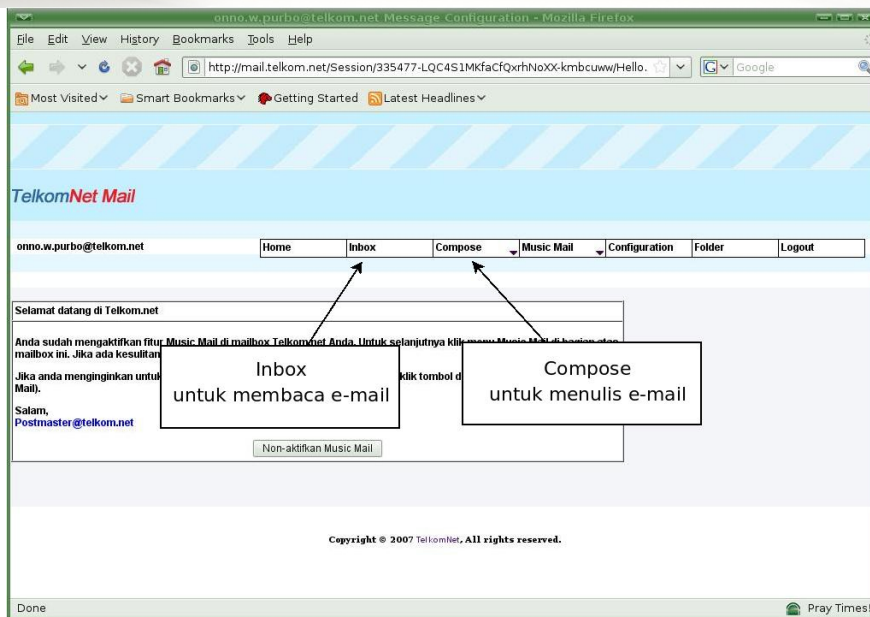 onno.w.purbo@telkom.net Message Configuration - Mozilla Firefox
File Edit View History Bookmarks Tools Help
http://mail.telkom.net/Session/335477-LQC4S1MKfaCfQxrhNoXX-kmbcuww/Hello.
Google
Most Visited Smart Bookmarks Getting Started Latest Headlines
TelkomNet Mail
onno.w.purbo@telkom.net Home Inbox Compose Music Mail Configuration Folder Logout
Selamat datang di Telkom.net
Anda sudah mengaktifkan fitur Music Mail di mailbox Telkom.net Anda. Untuk selanjutnya klik menu Music Mail di bagian atas
mailbox ini. Jika ada kesulitan
Jika anda menginginkan untuk klik tombol d
Mail).
Salam,
Postmaster@telkom.net
Inbox
untuk membaca e-mail
Compose
untuk menulis e-mail
Non-aktifkan Music Mail
Copyright © 2007 TelkomNet, All rights reserved.
Done Pray Times!